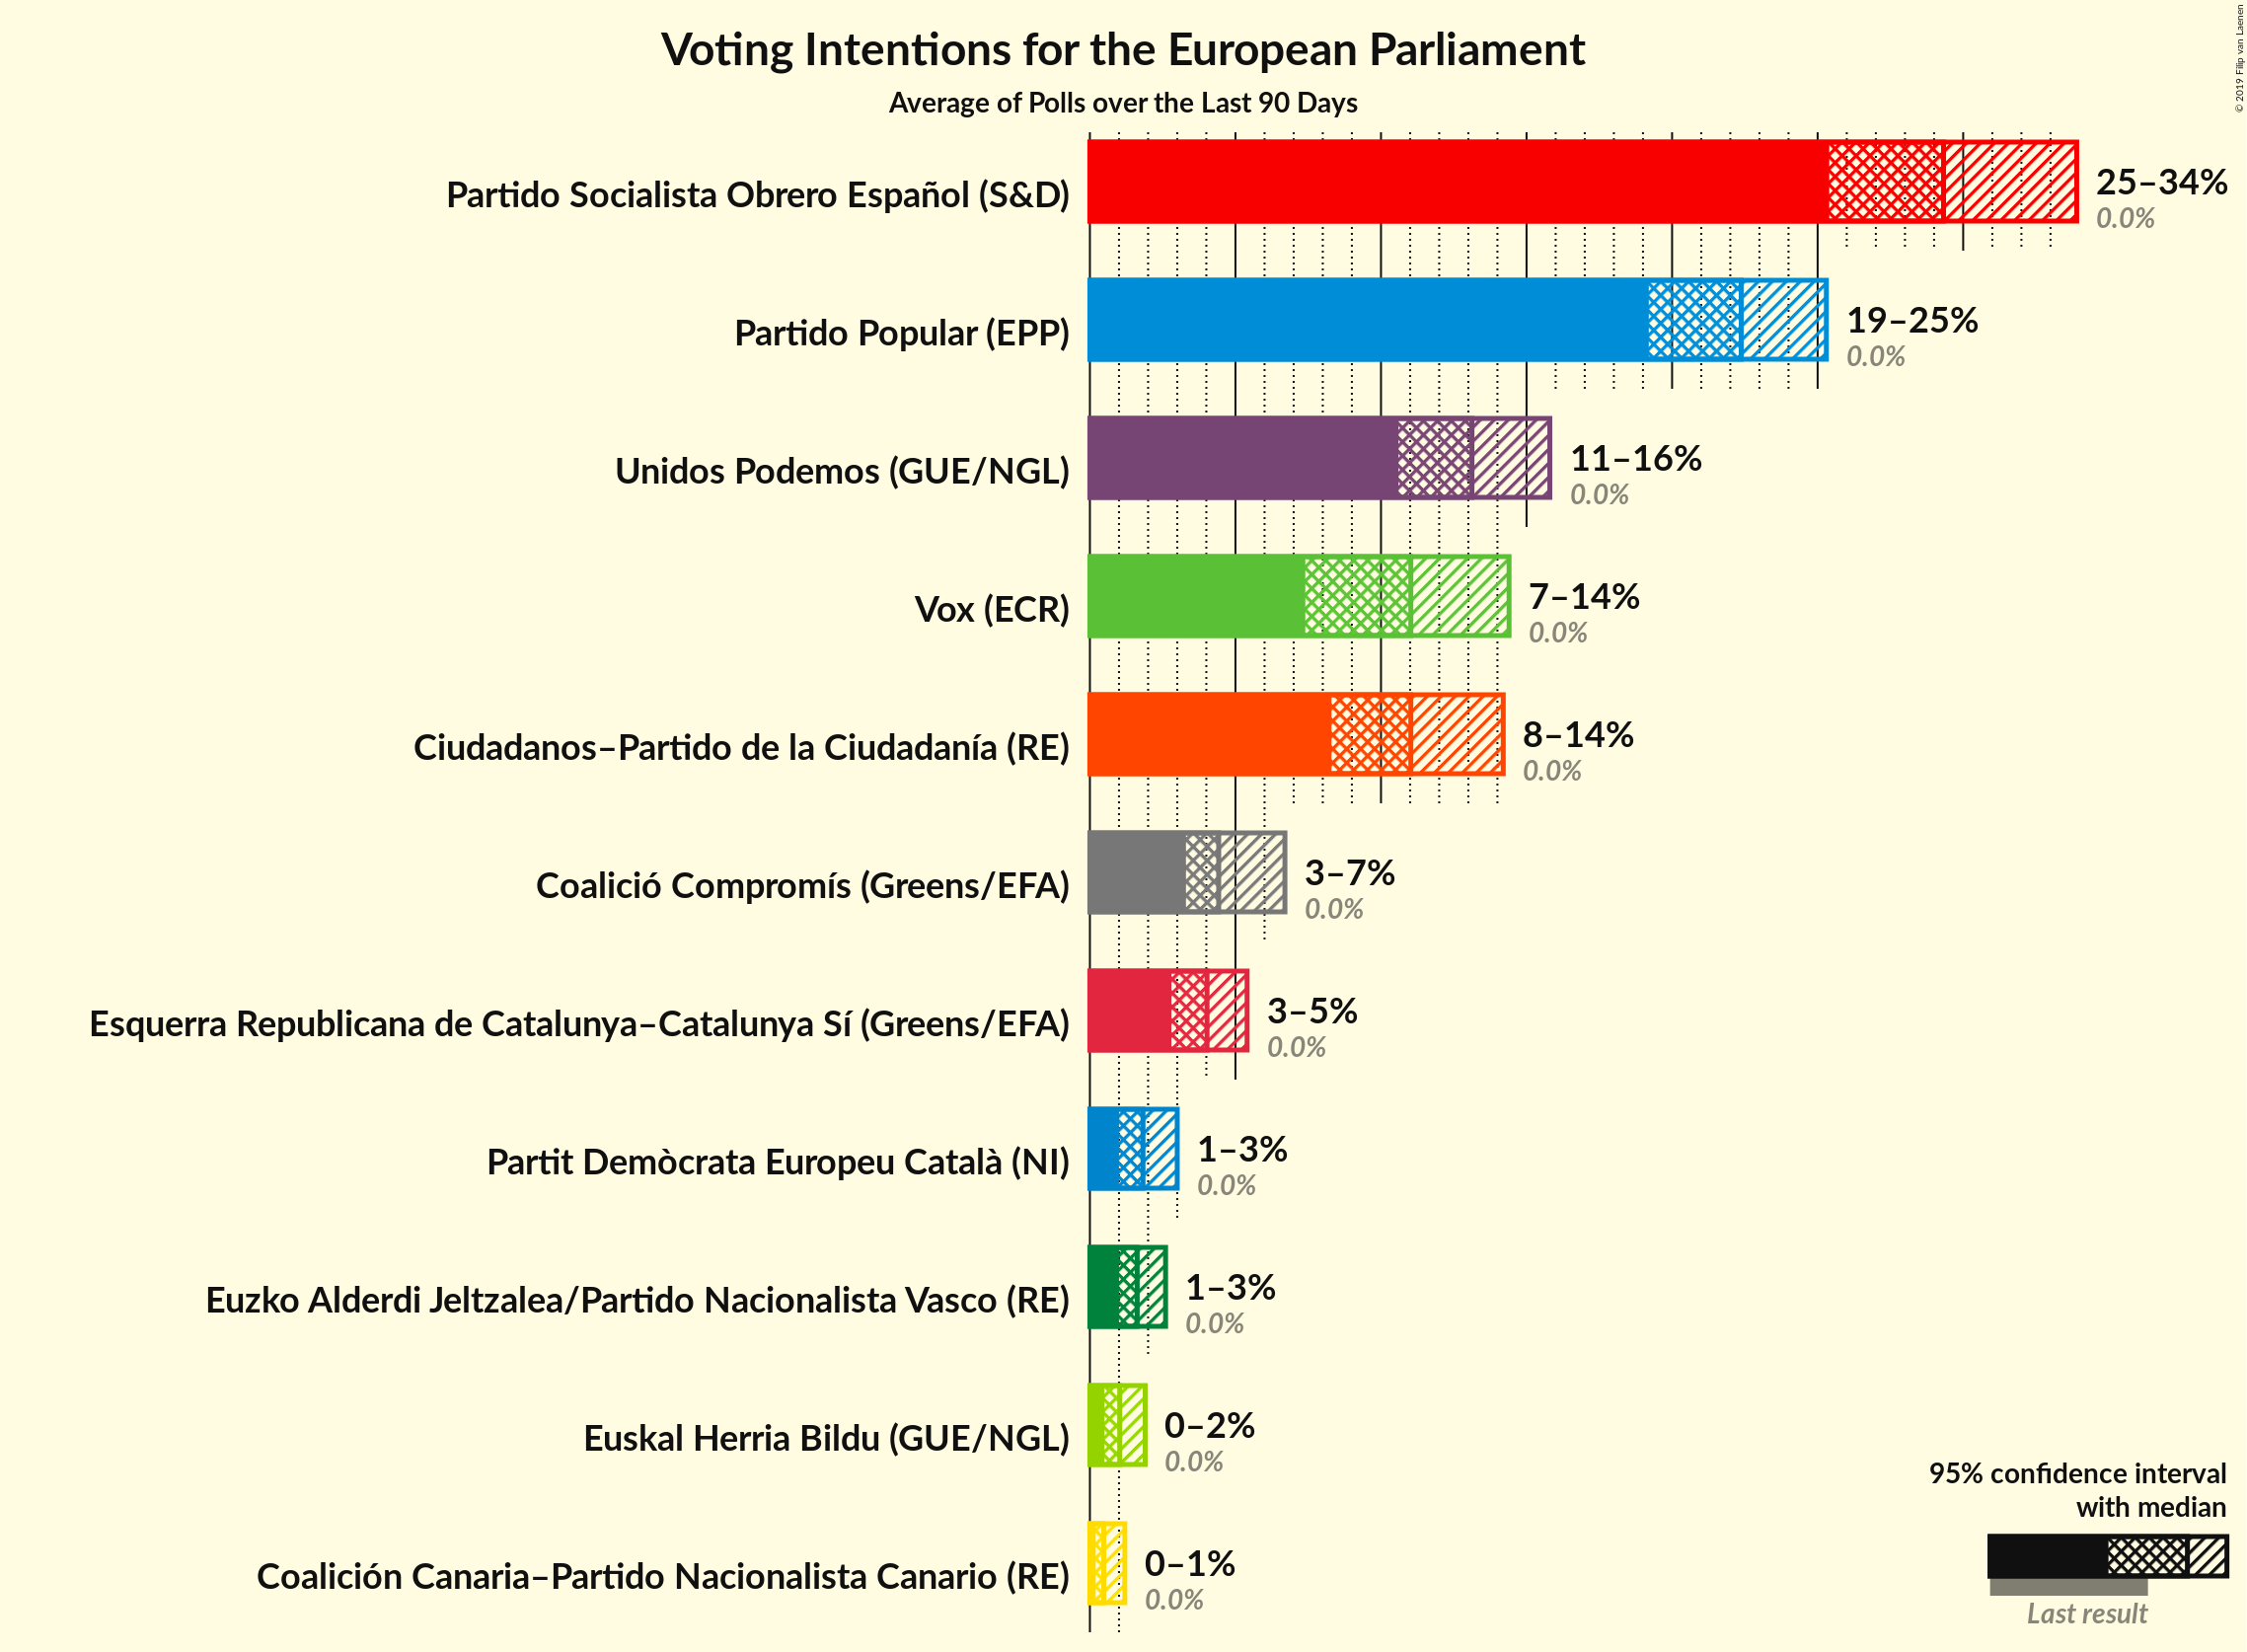 Voting Intentions for the European Parliament
Average of Polls over the Last 90 Days
© 2019 Filip van Laenen
Partido Socialista Obrero Español (S&D)
25–34%
0.0%
Partido Popular (EPP)
19–25%
0.0%
Unidos Podemos (GUE/NGL)
11–16%
0.0%
Vox (ECR)
7–14%
0.0%
Ciudadanos–Partido de la Ciudadanía (RE)
8–14%
0.0%
Coalició Compromís (Greens/EFA)
3–7%
0.0%
Esquerra Republicana de Catalunya–Catalunya Sí (Greens/EFA)
3–5%
0.0%
Partit Demòcrata Europeu Català (NI)
1–3%
0.0%
Euzko Alderdi Jeltzalea/Partido Nacionalista Vasco (RE)
1–3%
0.0%
Euskal Herria Bildu (GUE/NGL)
0–2%
0.0%
Coalición Canaria–Partido Nacionalista Canario (RE)
0–1%
0.0%
95% confidence interval
with median
Last result